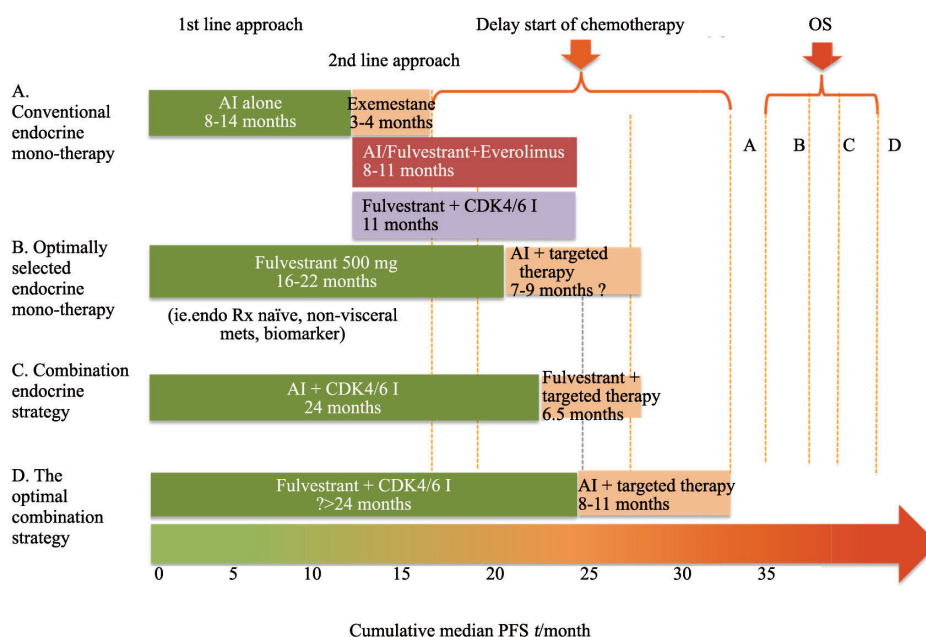 1st line approach
Delay start of chemotherapy
OS
2nd line approach
A.
Conventional
endocrine
mono-therapy
AI alone
8-14 months
Exemestane
3-4 months
AI/Fulvestrant+Everolimus
8-11 months
Fulvestrant + CDK4/6 I
11 months
A
B
C
D
B. Optimally
selected
endocrine
mono-therapy
Fulvestrant 500 mg
16-22 months
AI + targeted
therapy
7-9 months ?
(ie.endo Rx naïve, non-visceral
mets, biomarker)
C. Combination
endocrine
strategy
AI + CDK4/6 I
24 months
Fulvestrant +
targeted therapy
6.5 months
D. The
optimal
combination
strategy
Fulvestrant + CDK4/6 I
?>24 months
AI + targeted therapy
8-11 months
0 5 10 15 20 25 30 35
Cumulative median PFS t/month